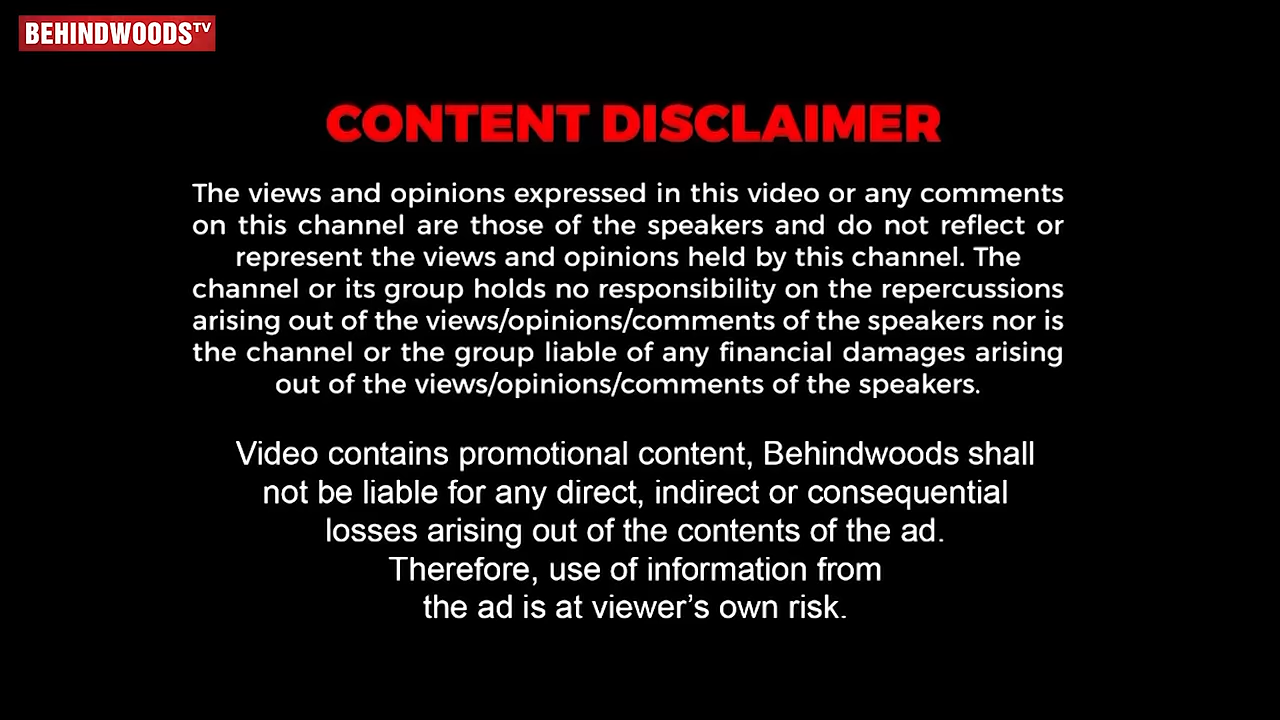 BEHINDWOODS TV
CONTENT DISCLAIMER
The views and opinions expressed in this video or any comments
on this channel are those of the speakers and do not reflect or
represent the views and opinions held by this channel. The
channel or its group holds no responsibility on the repercussions
arising out of the views/opinions/comments of the speakers nor is
the channel or the group liable of any financial damages arising
out of the views/opinions/comments of the speakers.
Video contains promotional content, Behindwoods shall
not be liable for any direct, indirect or consequential
losses arising out of the contents of the ad.
Therefore, use of information from
the ad is at viewer’s own risk.